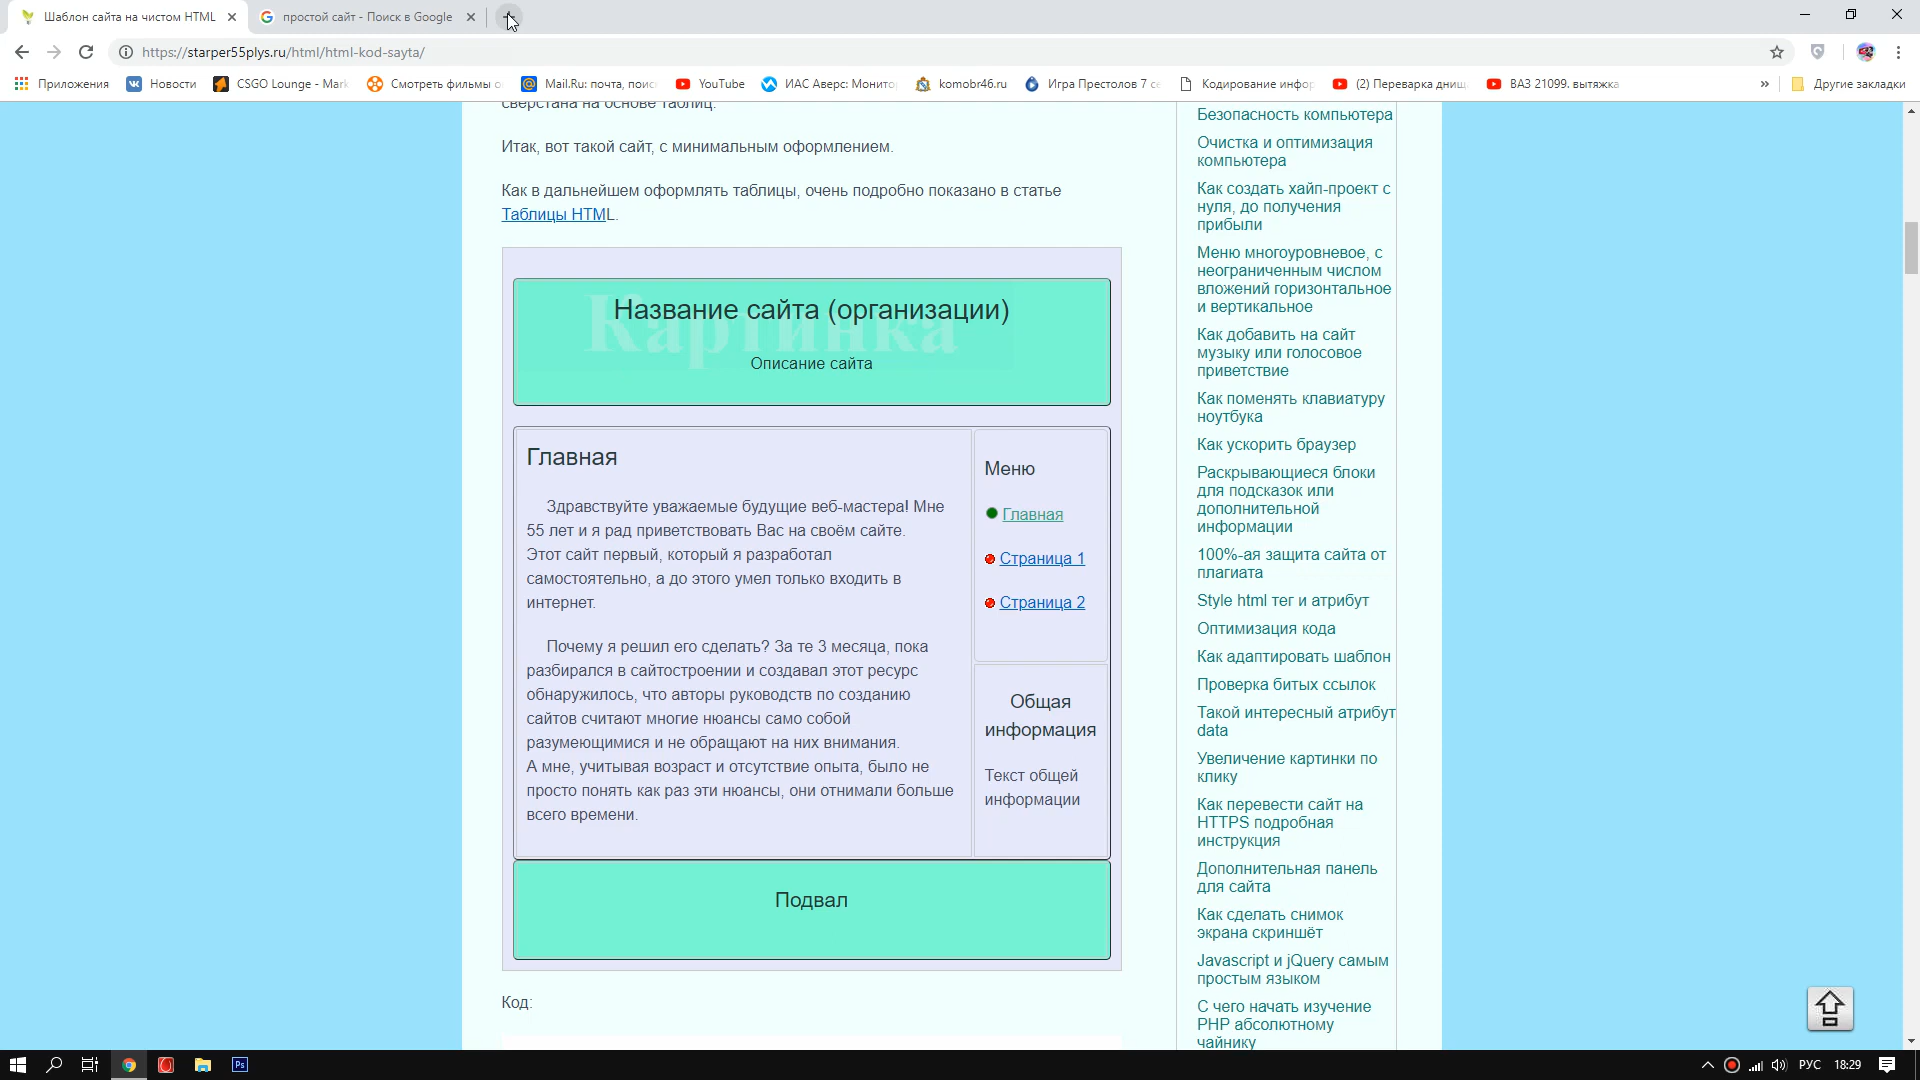 Шаблон сайта на чистом HTML
простой сайт - Поиск в Google
https://starper55plys.ru/html/html-kod-sayta/
Приложения
Новости
CSGO Lounge - Mark
Смотреть фильмы о
Mail.Ru: почта, поис
YouTube
ИАС Аверс: Монито
komobr46.ru
Игра Престолов 7 се
Кодирование инфор
(2) Переварка днищ
ВАЗ 21099. вытяжка
»
Другие закладки
сверстана на основе таблиц.
Итак, вот такой сайт, с минимальным оформлением.
Как в дальнейшем оформлять таблицы, очень подробно показано в статье
Таблицы HTML.
Картинка
Название сайта (организации)
Описание сайта
Главная
Здравствуйте уважаемые будущие веб-мастера! Мне
55 лет и я рад приветствовать Вас на своём сайте.
Этот сайт первый, который я разработал
самостоятельно, а до этого умел только входить в
интернет.
Почему я решил его сделать? За те 3 месяца, пока
разбирался в сайтостроении и создавал этот ресурс
обнаружилось, что авторы руководств по созданию
сайтов считают многие нюансы само собой
разумеющимися и не обращают на них внимания.
А мне, учитывая возраст и отсутствие опыта, было не
просто понять как раз эти нюансы, они отнимали больше
всего времени.
Меню
Главная
Страница 1
Страница 2
Общая
информация
Текст общей
информации
Подвал
Код:
Безопасность компьютера
Очистка и оптимизация
компьютера
Как создать хайп-проект с
нуля, до получения
прибыли
Меню многоуровневое, с
неограниченным числом
вложений горизонтальное
и вертикальное
Как добавить на сайт
музыку или голосовое
приветствие
Как поменять клавиатуру
ноутбука
Как ускорить браузер
Раскрывающиеся блоки
для подсказок или
дополнительной
информации
100%-ая защита сайта от
плагиата
Style html тег и атрибут
Оптимизация кода
Как адаптировать шаблон
Проверка битых ссылок
Такой интересный атрибут
data
Увеличение картинки по
клику
Как перевести сайт на
HTTPS подробная
инструкция
Дополнительная панель
для сайта
Как сделать снимок
экрана скриншёт
Javascript и jQuery самым
простым языком
С чего начать изучение
PHP абсолютному
чайнику
Ps
РУС
18:29